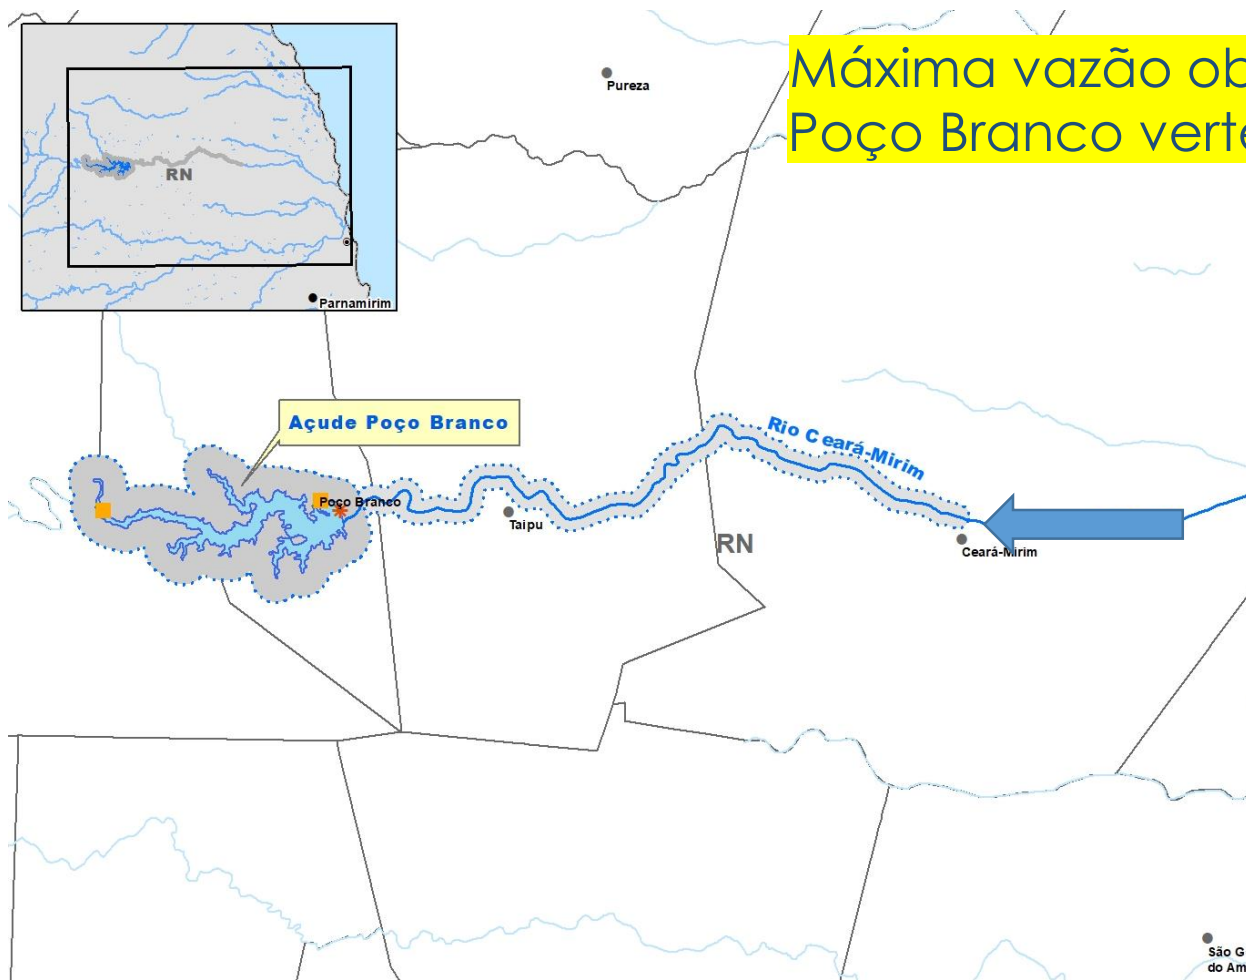 Máxima vazão ob
Poço Branco verte
Pureza
RN
Parnamirim
Açude Poço Branco
Rio Ceará-Mirim
Poço Branco
Taipu
RN
Ceará-Mirim
São G
do Am